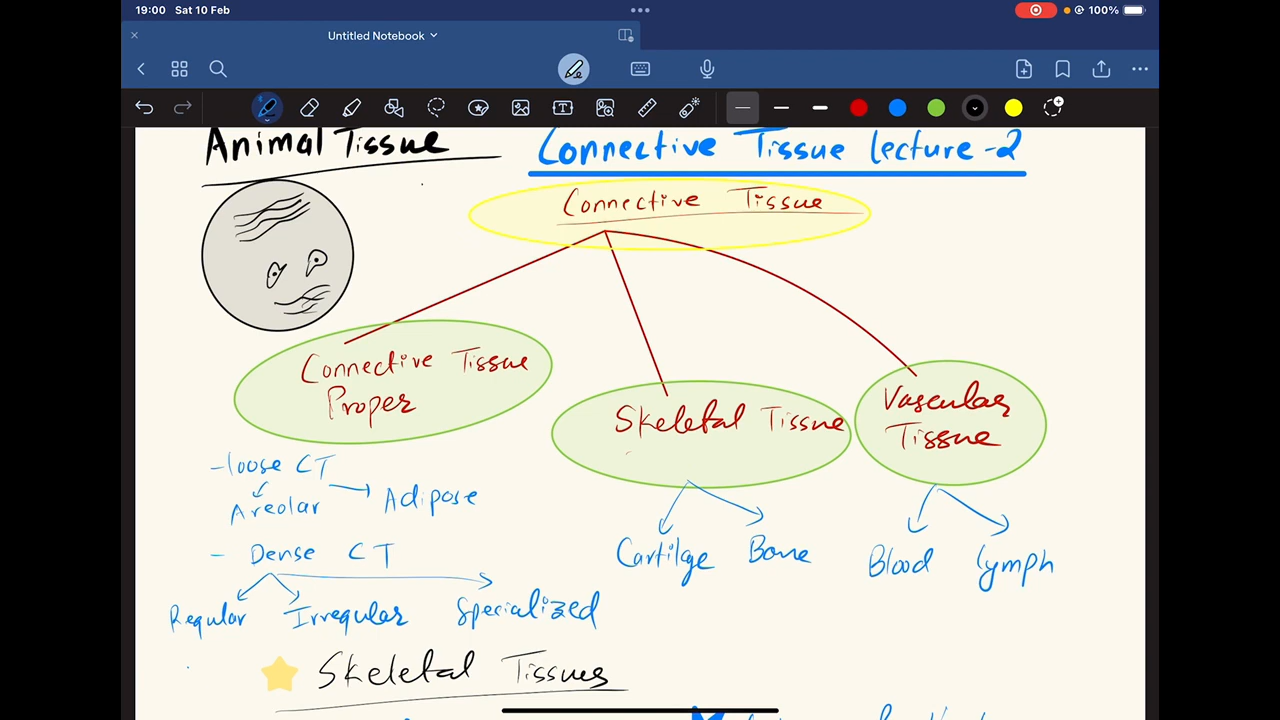 19:00 Sat 10 Feb
100%
Untitled Notebook
Animal Tissue
Connective Tissue lecture-2
Connective Tissue
Connective Tissue
Proper
Skeletal Tissue
Vascular
Tissue
-loose CT
Areolar
Adipose
- Dense CT
Regular
Irregular
Specialized
Cartilge
Bone
Blood
lymph
Skeletal Tissues